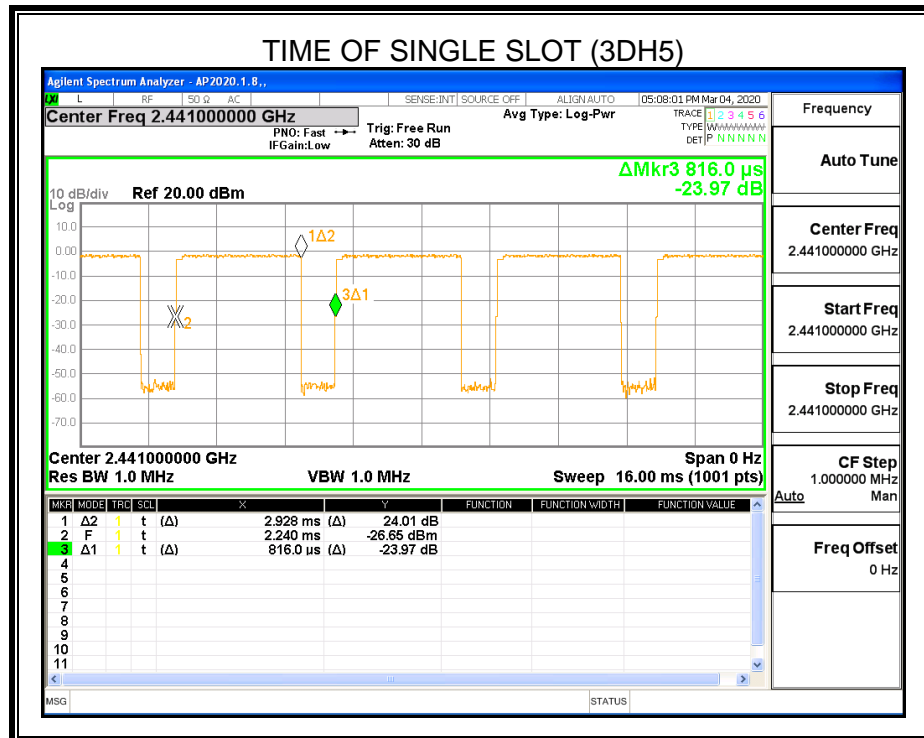 TIME OF SINGLE SLOT (3DH5)
Agilent Spectrum Analyzer - AP2020.1.8,,
LXI L RF 50 Ω AC SENSE:INT SOURCE OFF ALIGN AUTO 05:08:01 PM Mar 04, 2020
Center Freq 2.441000000 GHz
PNO: Fast
IFGain:Low
Trig: Free Run
Atten: 30 dB
Avg Type: Log-Pwr
TRACE 1 2 3 4 5 6
TYPE W
DET P N N N N N
ΔMkr3 816.0 µs
-23.97 dB
10 dB/div Ref 20.00 dBm
Log
10.0
0.00
-10.0
-20.0
-30.0
-40.0
-50.0
-60.0
-70.0
1Δ2
3Δ1
2
Center 2.441000000 GHz Span 0 Hz
Res BW 1.0 MHz VBW 1.0 MHz Sweep 16.00 ms (1001 pts)
MKR MODE TRC SCL X Y FUNCTION FUNCTION WIDTH FUNCTION VALUE
1 Δ2 1 t (Δ) 2.928 ms (Δ) 24.01 dB
2 F 1 t 2.240 ms -26.65 dBm
3 Δ1 1 t (Δ) 816.0 µs (Δ) -23.97 dB
4
5
6
7
8
9
10
11
MSG STATUS
Frequency
Auto Tune
Center Freq
2.441000000 GHz
Start Freq
2.441000000 GHz
Stop Freq
2.441000000 GHz
CF Step
1.000000 MHz
Auto Man
Freq Offset
0 Hz